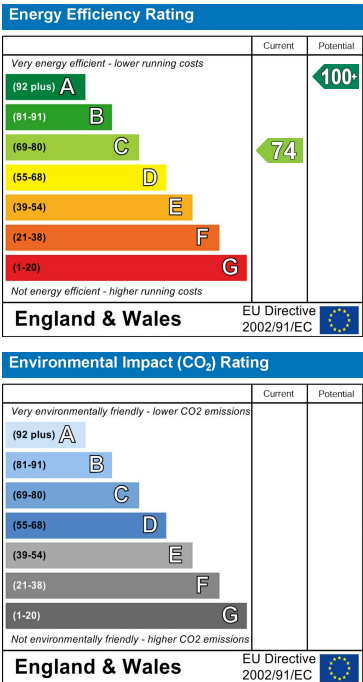 Energy Efficiency Rating
Current Potential
Very energy efficient - lower running costs
(92 plus) A 100+
(81-91) B
(69-80) C 74
(55-68) D
(39-54) E
(21-38) F
(1-20) G
Not energy efficient - higher running costs
England & Wales EU Directive
2002/91/EC
Environmental Impact (CO₂) Rating
Current Potential
Very environmentally friendly - lower CO2 emissions
(92 plus) A
(81-91) B
(69-80) C
(55-68) D
(39-54) E
(21-38) F
(1-20) G
Not environmentally friendly - higher CO2 emissions
England & Wales EU Directive
2002/91/EC